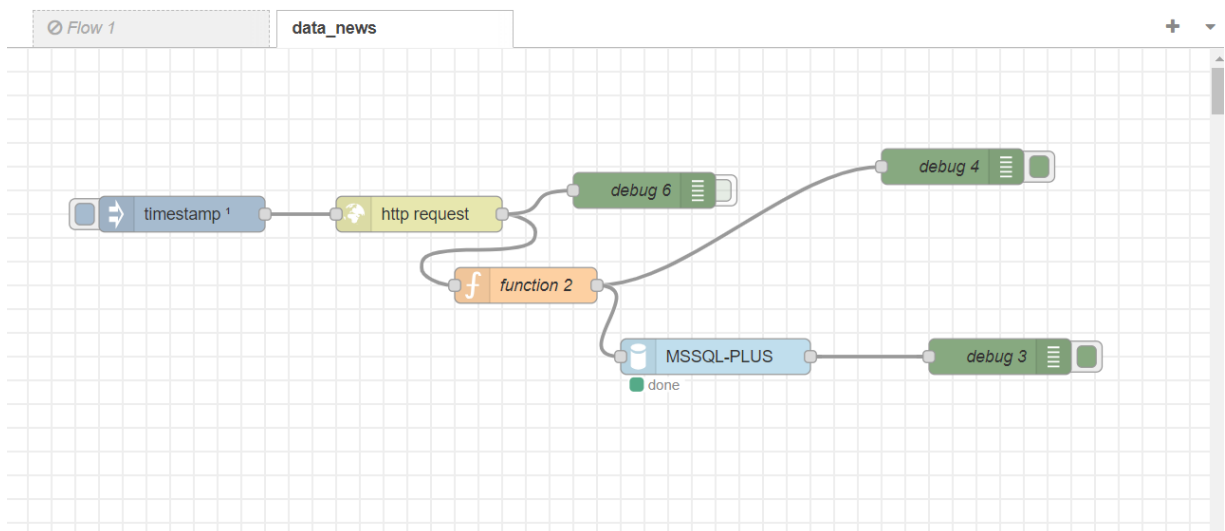 Flow 1
data_news
debug 4
debug 6
timestamp ¹
http request
function 2
MSSQL-PLUS
debug 3
done